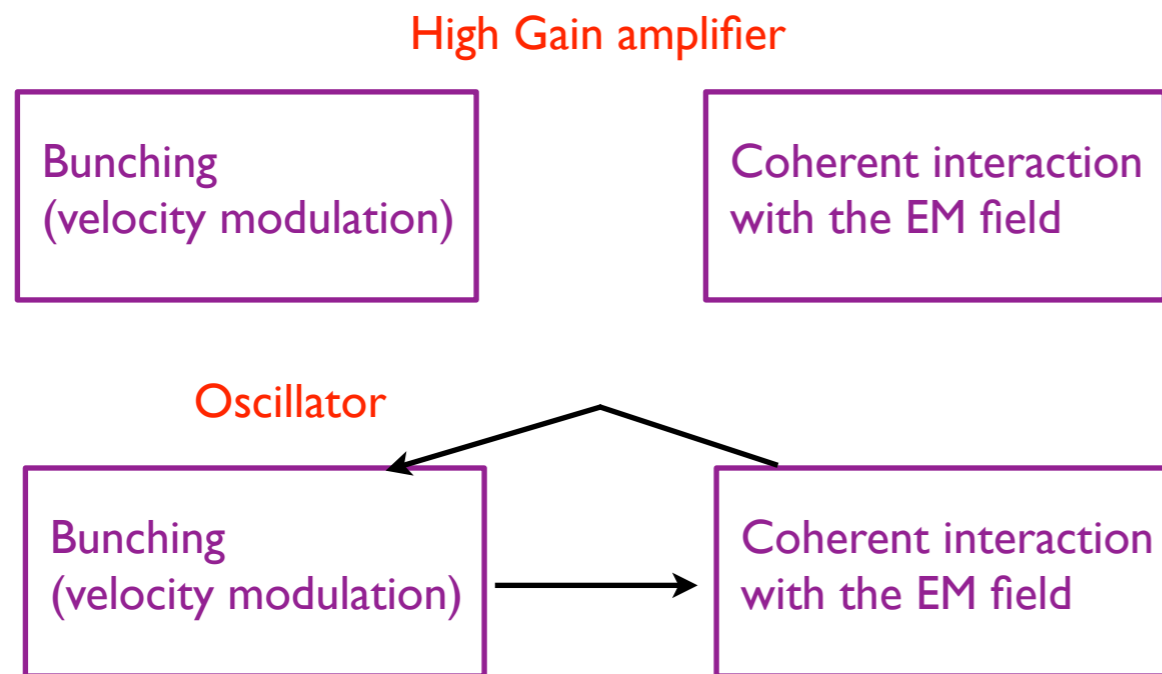 High Gain amplifier
Bunching
(velocity modulation)
Coherent interaction
with the EM field
Oscillator
Bunching
(velocity modulation)
Coherent interaction
with the EM field